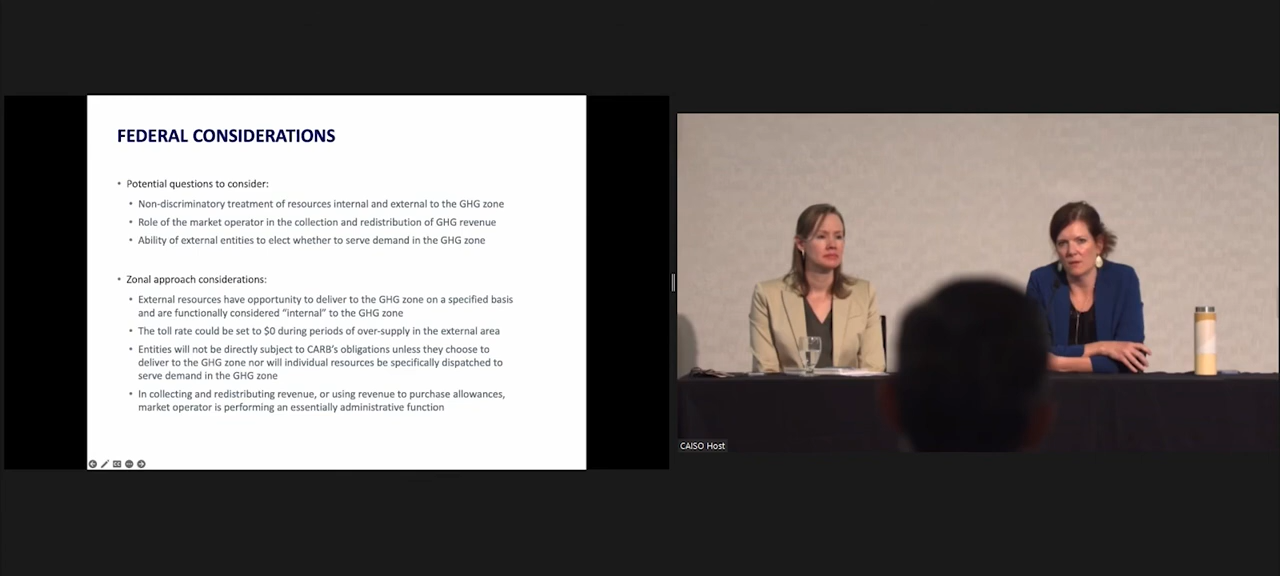 FEDERAL CONSIDERATIONS
• Potential questions to consider:
• Non-discriminatory treatment of resources internal and external to the GHG zone
• Role of the market operator in the collection and redistribution of GHG revenue
• Ability of external entities to elect whether to serve demand in the GHG zone
• Zonal approach considerations:
• External resources have opportunity to deliver to the GHG zone on a specified basis
and are functionally considered “internal” to the GHG zone
• The toll rate could be set to $0 during periods of over-supply in the external area
• Entities will not be directly subject to CARB’s obligations unless they choose to
deliver to the GHG zone nor will individual resources be specifically dispatched to
serve demand in the GHG zone
• In collecting and redistributing revenue, or using revenue to purchase allowances,
market operator is performing an essentially administrative function
CAISO Host